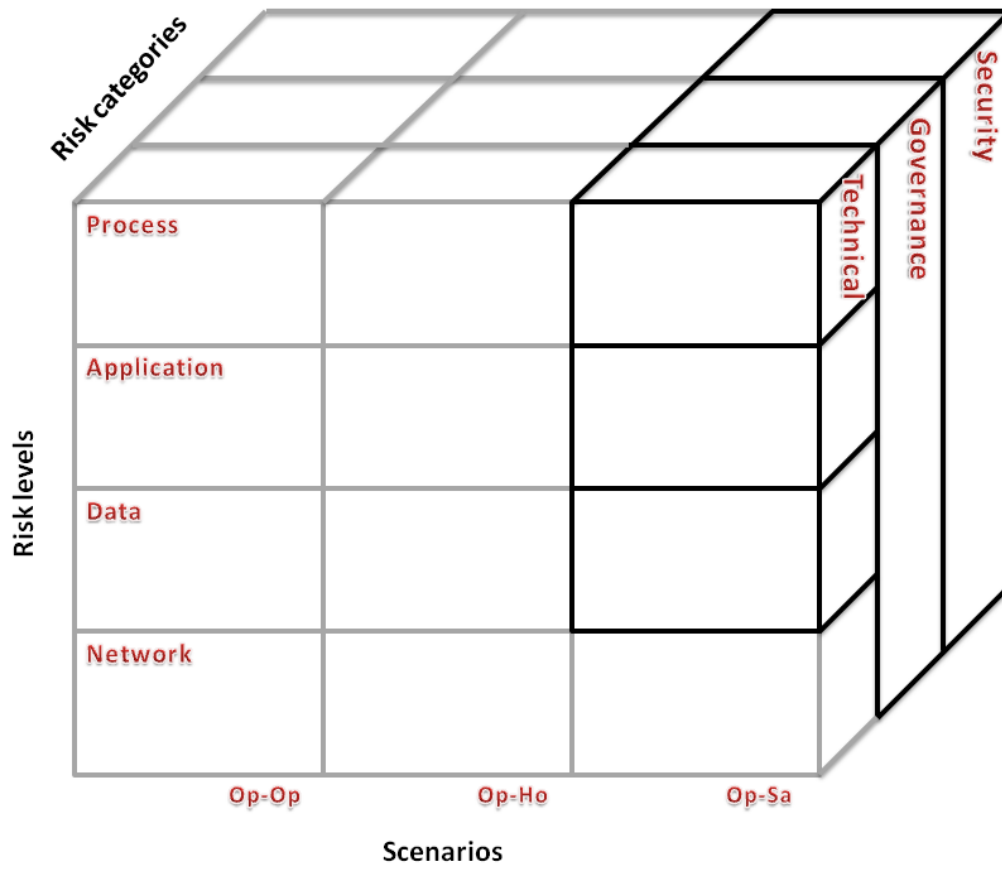 Risk categories
Security
Governance
Technical
Process
Application
Data
Network
Risk levels
Op-Op
Op-Ho
Op-Sa
Scenarios